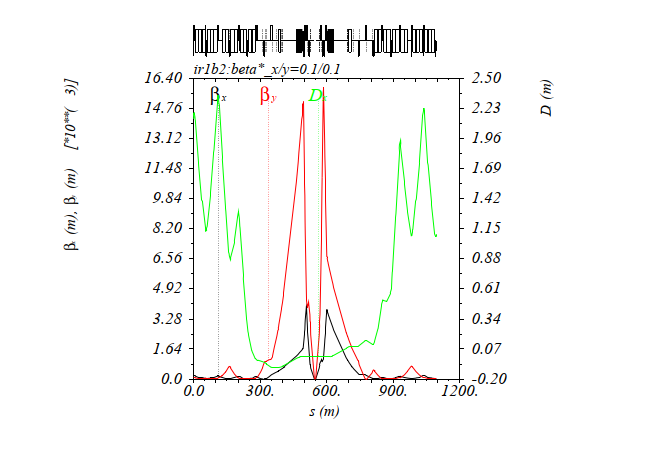 ir1b2:beta*_x/y=0.1/0.1
16.40 β x β y D x 2.50
14.76 2.23
13.12 1.96
11.48 1.69
9.84 1.42
8.20 1.15
6.56 0.88
4.92 0.61
3.28 0.34
1.64 0.07
0.0 -0.20
0.0 300. 600. 900. 1200.
s (m)
β (m), β (m) [*10**( 3)]
D (m)